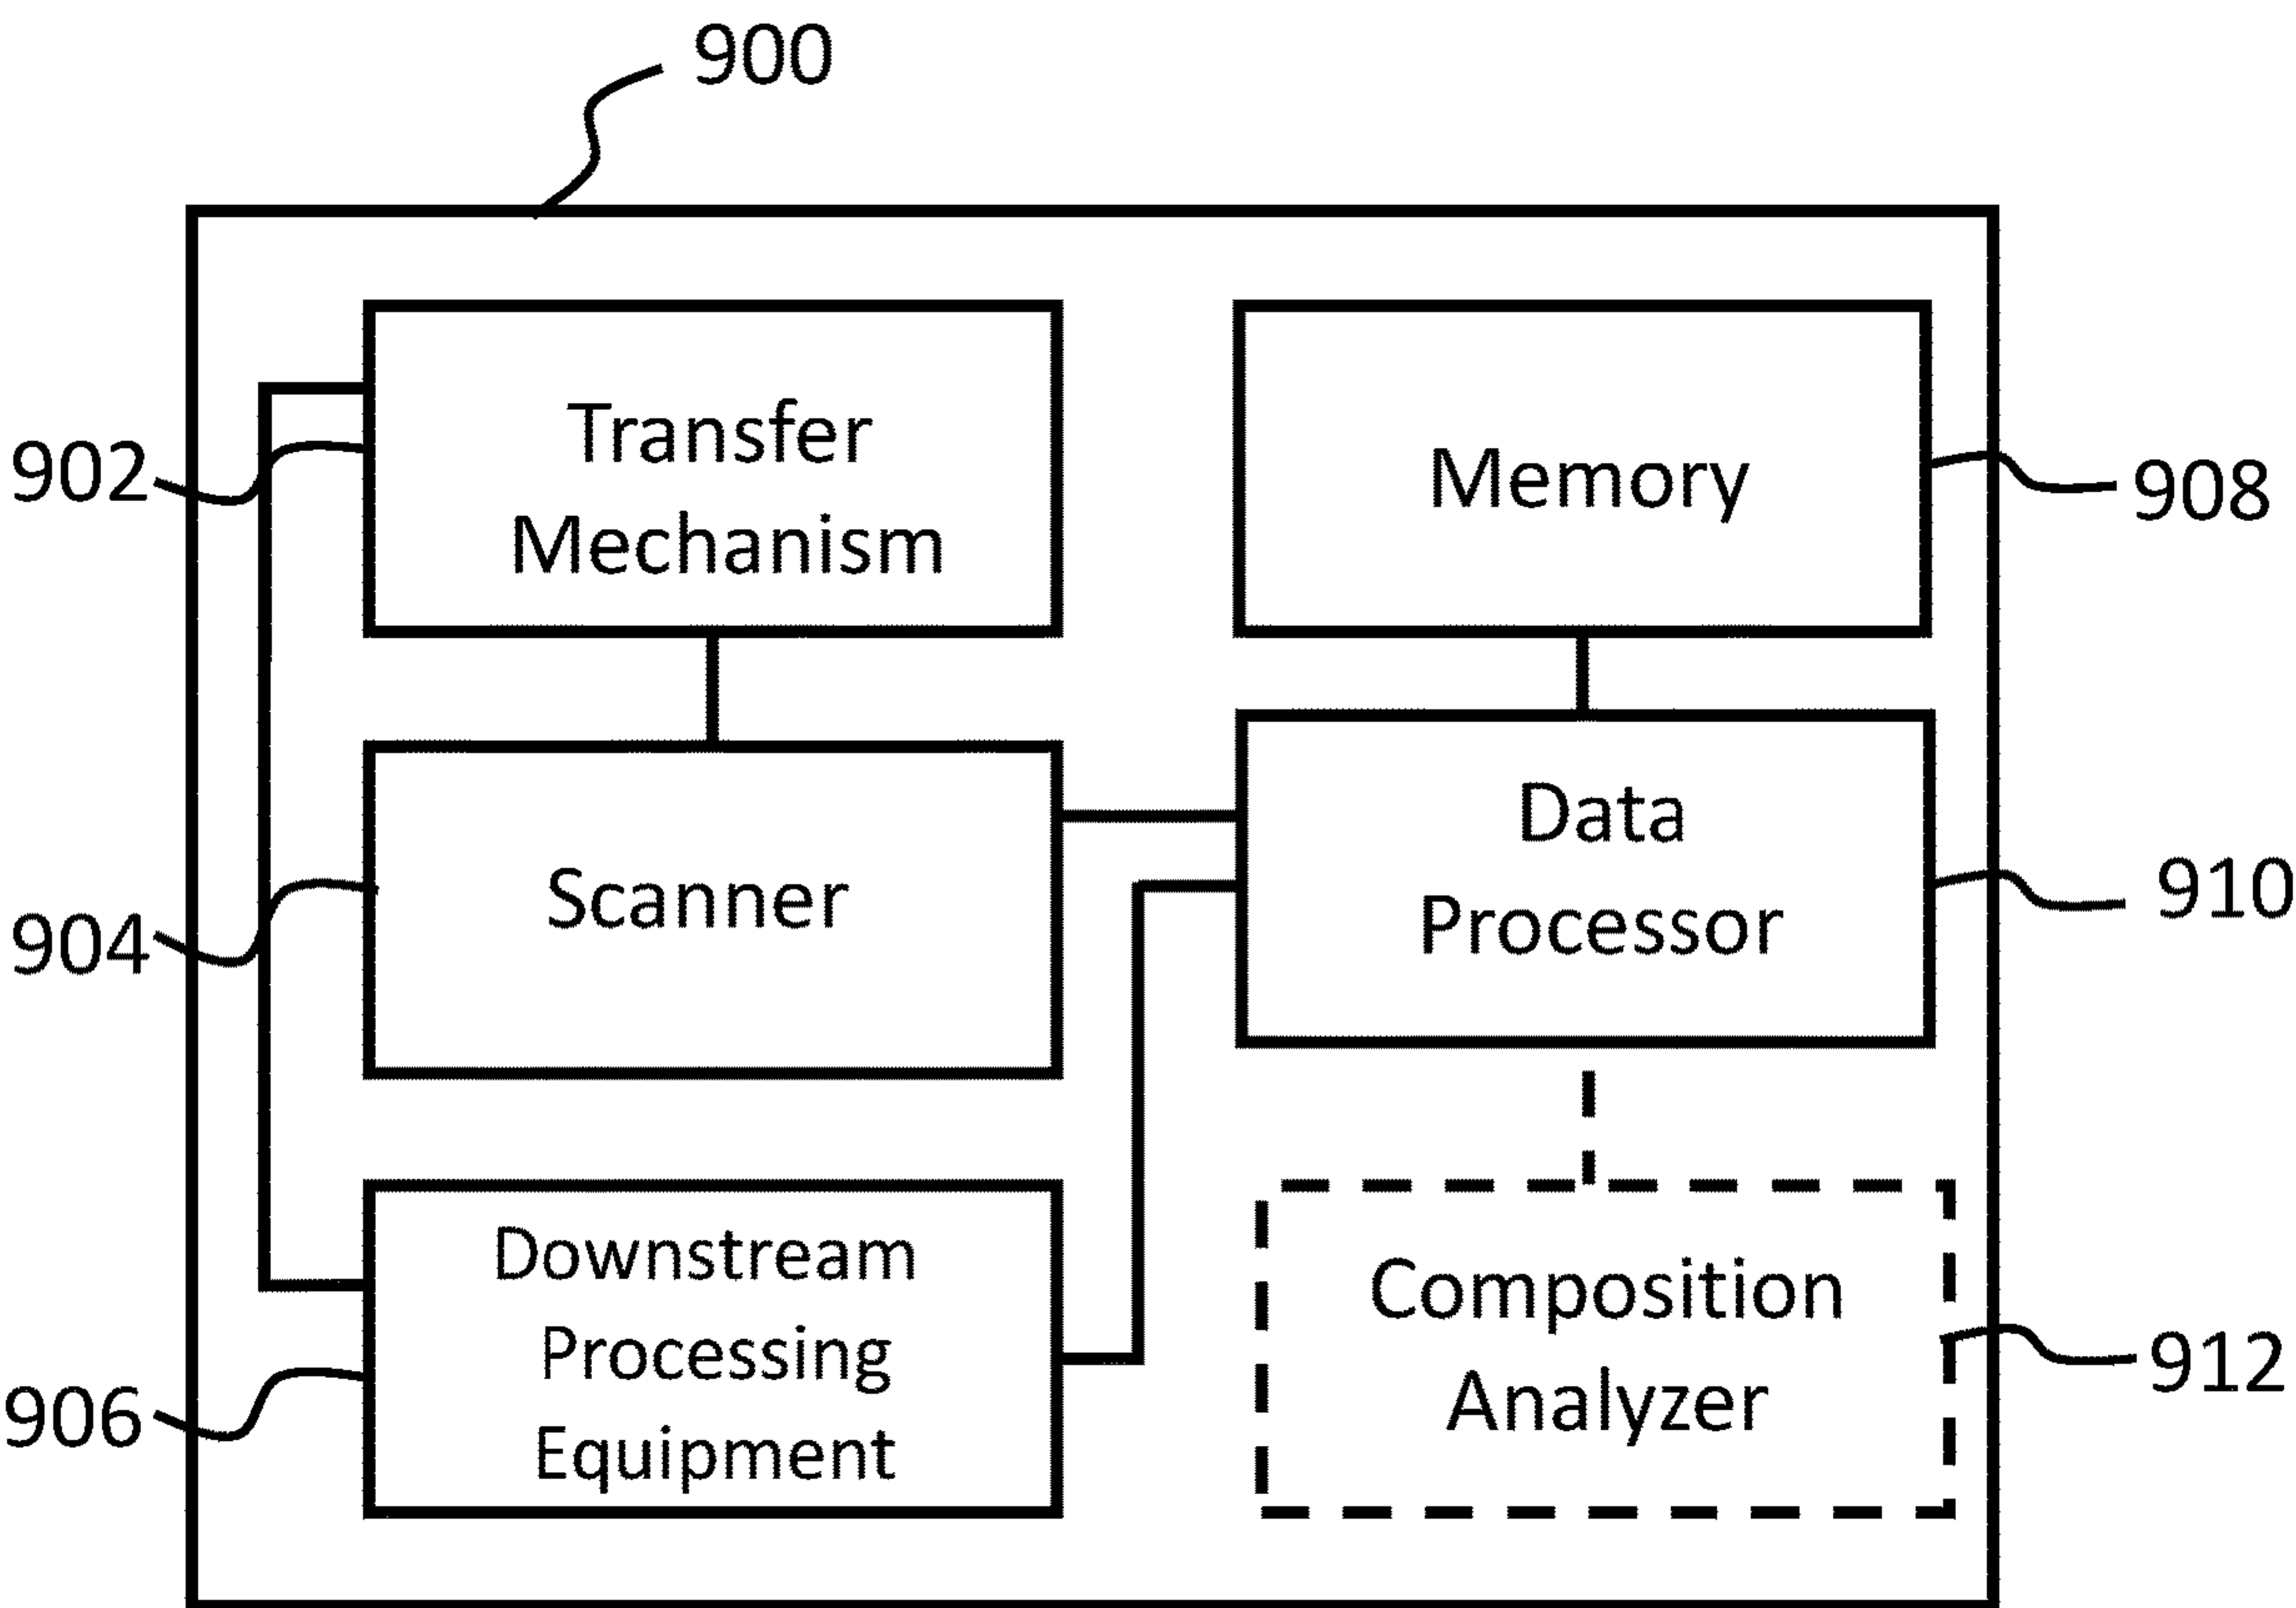 900
Transfer
Mechanism
902
Memory
908
Scanner
904
Data
Processor
910
Downstream
Processing
Equipment
906
Composition
Analyzer
912